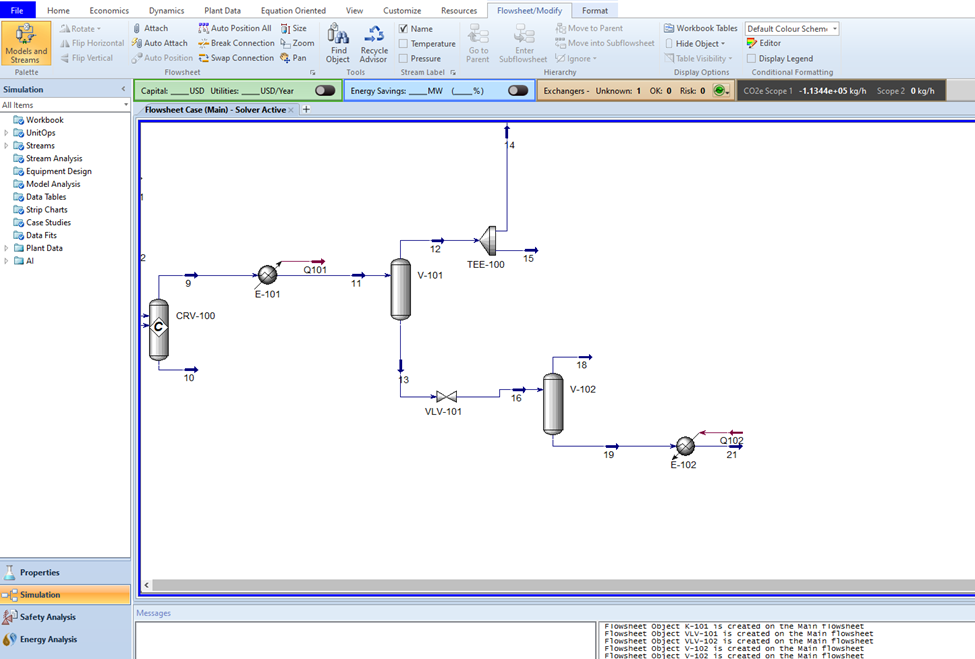 File Home Economics Dynamics Plant Data Equation Oriented View Customize Resources Flowsheet/Modify Format
Models and Streams
Palette
Rotate
Flip Horizontal
Flip Vertical
Attach
Auto Attach
Auto Position
Auto Position All
Break Connection
Swap Connection
Size
Zoom
Pan
Flowsheet
Find Object
Recycle Advisor
Tools
Name
Temperature
Pressure
Stream Label
Go to Parent
Enter Subflowsheet
Move to Parent
Move into Subflowsheet
Ignore
Hierarchy
Workbook Tables
Hide Object
Table Visibility
Display Options
Default Colour Scheme
Editor
Display Legend
Conditional Formatting
Simulation
All Items
Workbook
UnitOps
Streams
Stream Analysis
Equipment Design
Model Analysis
Data Tables
Strip Charts
Case Studies
Data Fits
Plant Data
AI
Properties
Simulation
Safety Analysis
Energy Analysis
Capital: ____USD Utilities: ____USD/Year
Energy Savings: ____MW (____%)
Exchangers - Unknown: 1 OK: 0 Risk: 0
CO2e Scope 1 -1.1344e+05 kg/h Scope 2 0 kg/h
Flowsheet Case (Main) - Solver Active × +
14
1
12
TEE-100
15
2
9
Q101
E-101
11
V-101
CRV-100
C
10
13
VLV-101
16
18
V-102
19
Q102
21
E-102
Messages
Flowsheet Object K-101 is created on the Main flowsheet
Flowsheet Object VLV-101 is created on the Main flowsheet
Flowsheet Object VLV-102 is created on the Main flowsheet
Flowsheet Object V-102 is created on the Main flowsheet
Flowsheet Object V-102 is created on the Main flowsheet